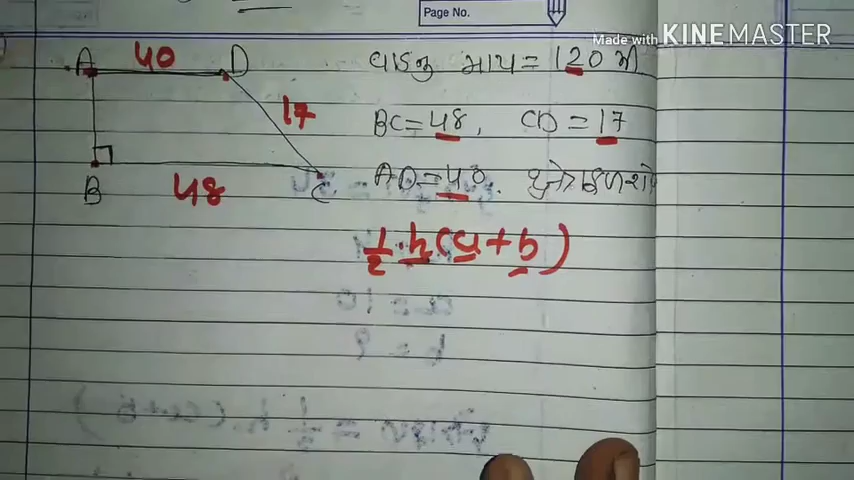 Page No.
Made with KINEMASTER
A 40 D
વાડનું માપ = 120 મી
17
BC = 48, CD = 17
B 48 C
AD = 40.
1/2 · h (a + b)